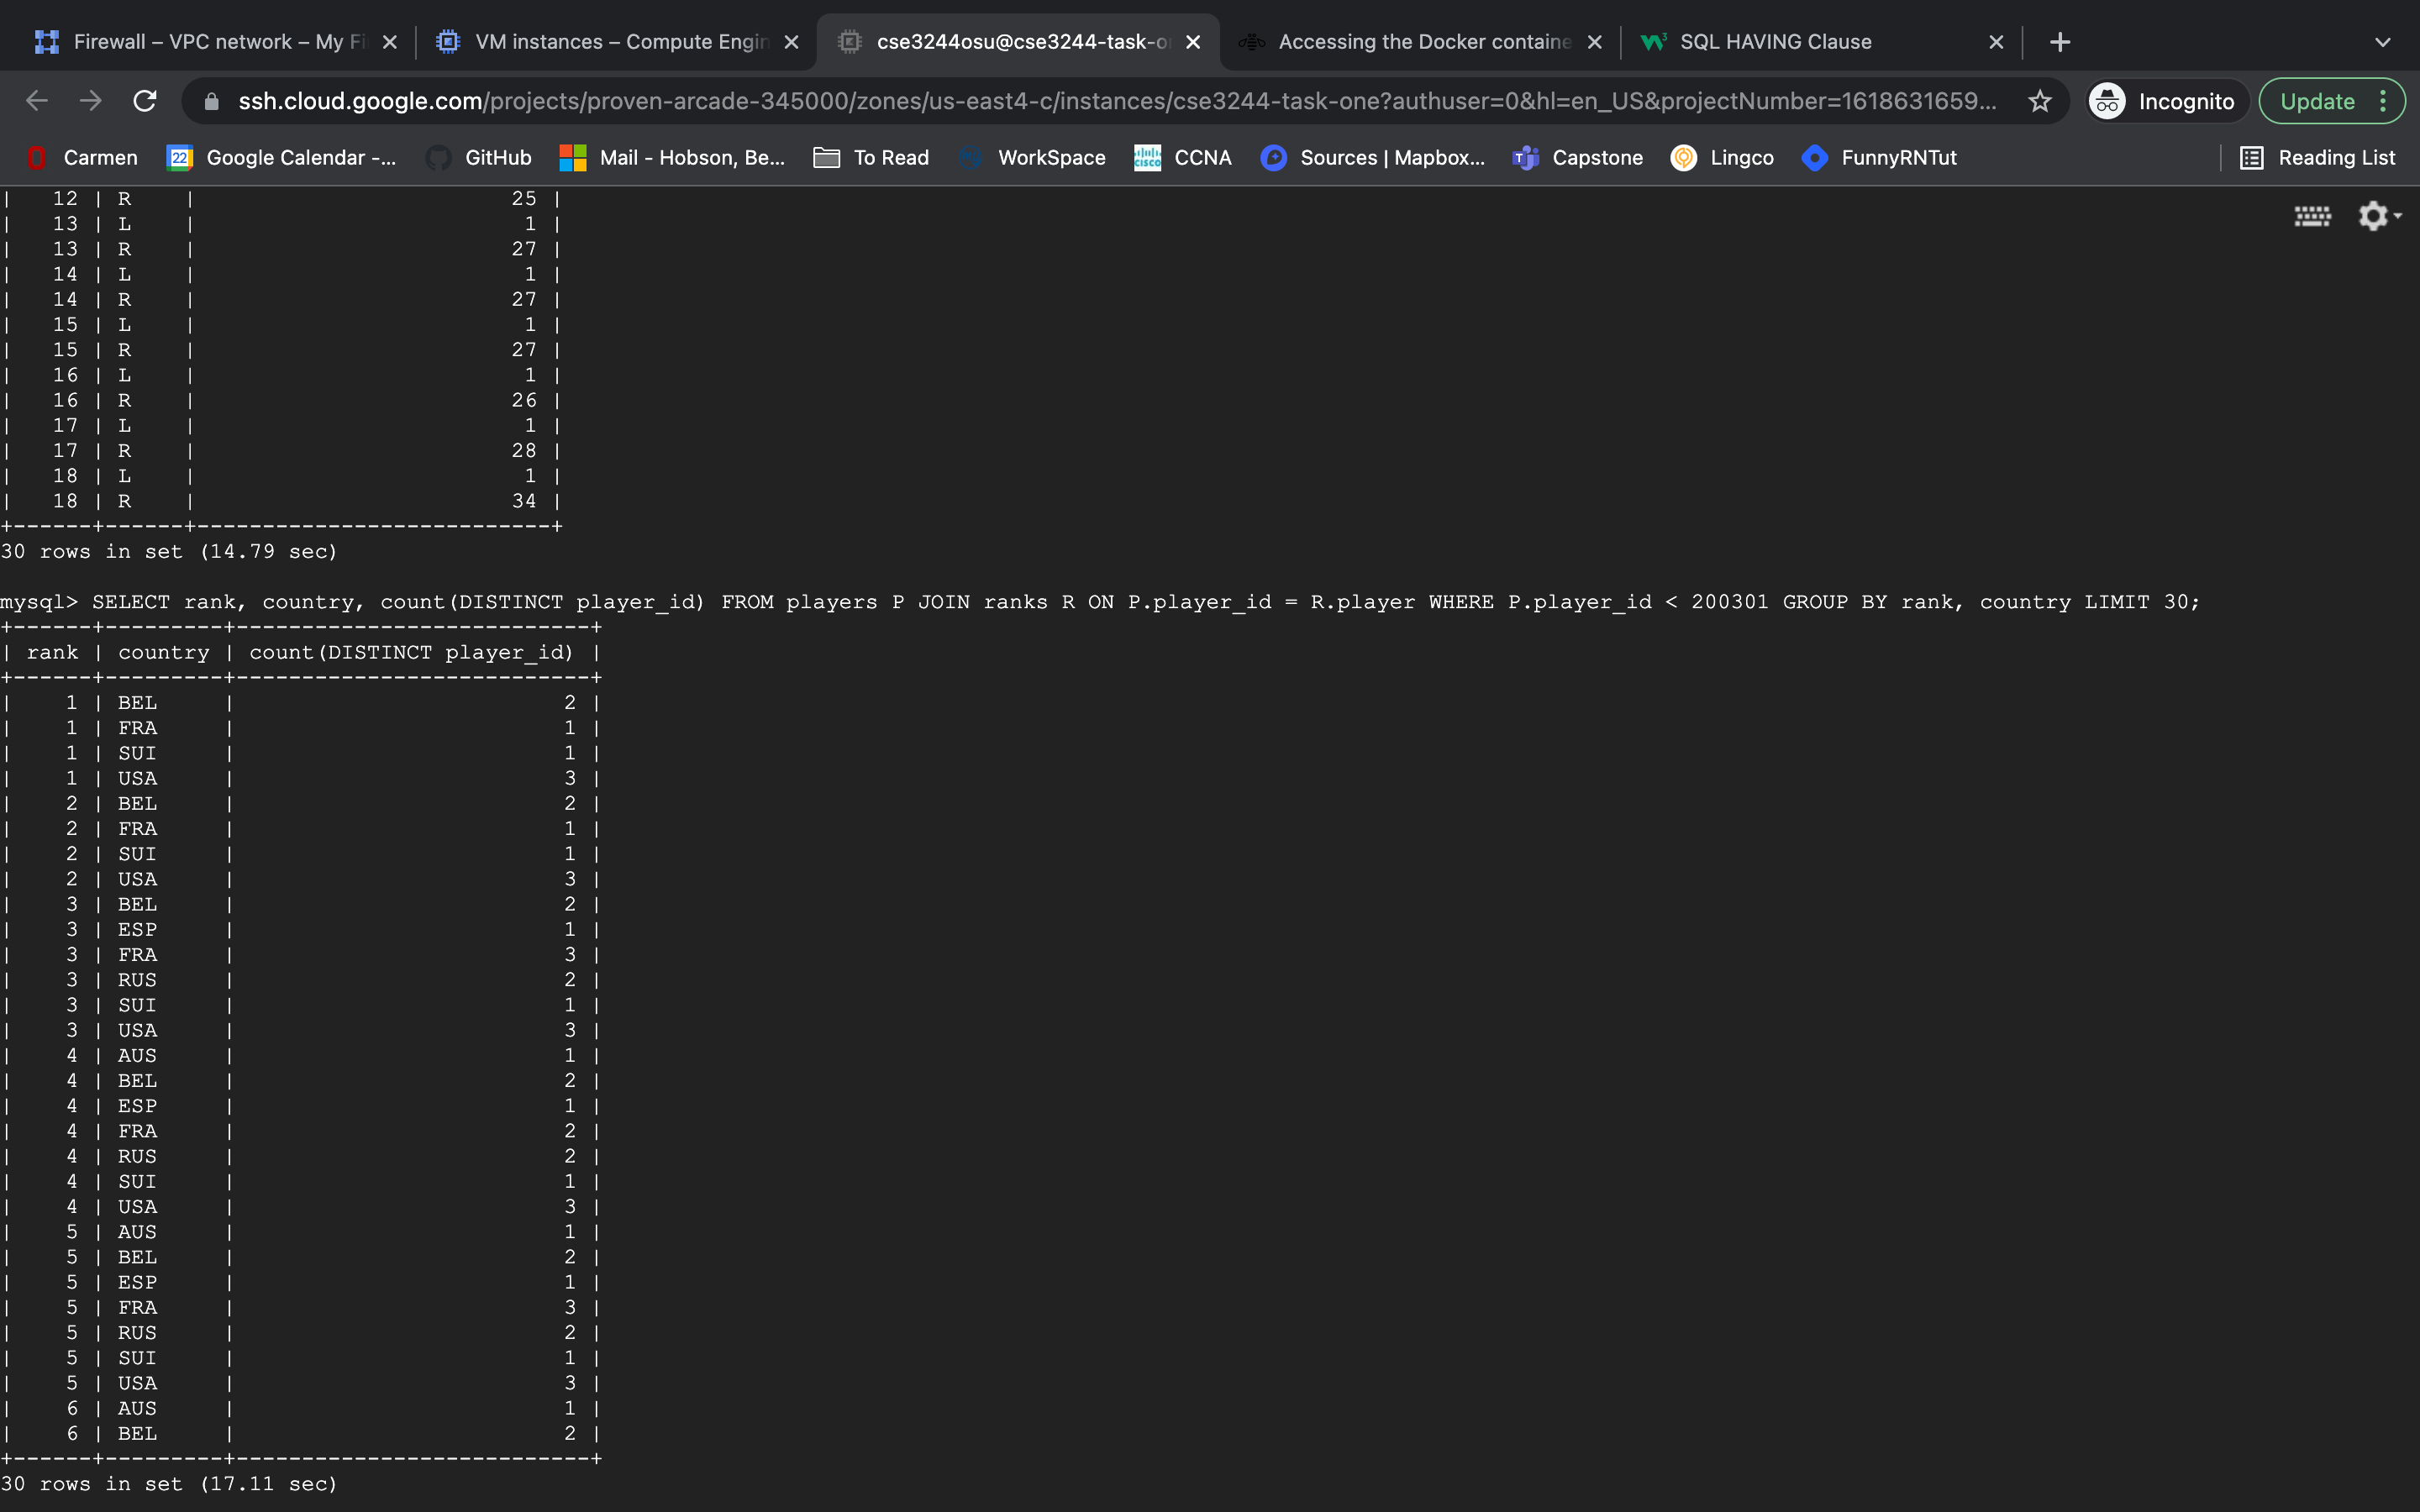 Firewall – VPC network – My Fi
VM instances – Compute Engin
cse3244osu@cse3244-task-o
Accessing the Docker containe
SQL HAVING Clause
ssh.cloud.google.com/projects/proven-arcade-345000/zones/us-east4-c/instances/cse3244-task-one?authuser=0&hl=en_US&projectNumber=1618631659...
Incognito
Update
Carmen
22 Google Calendar -...
GitHub
Mail - Hobson, Be...
To Read
WorkSpace
CISCO CCNA
Sources | Mapbox...
Capstone
Lingco
FunnyRNTut
Reading List
|   12 | R    |                        25 |
|   13 | L    |                         1 |
|   13 | R    |                        27 |
|   14 | L    |                         1 |
|   14 | R    |                        27 |
|   15 | L    |                         1 |
|   15 | R    |                        27 |
|   16 | L    |                         1 |
|   16 | R    |                        26 |
|   17 | L    |                         1 |
|   17 | R    |                        28 |
|   18 | L    |                         1 |
|   18 | R    |                        34 |
+------+------+---------------------------+
30 rows in set (14.79 sec)
mysql> SELECT rank, country, count(DISTINCT player_id) FROM players P JOIN ranks R ON P.player_id = R.player WHERE P.player_id < 200301 GROUP BY rank, country LIMIT 30;
+------+---------+---------------------------+
| rank | country | count(DISTINCT player_id) |
+------+---------+---------------------------+
|    1 | BEL     |                         2 |
|    1 | FRA     |                         1 |
|    1 | SUI     |                         1 |
|    1 | USA     |                         3 |
|    2 | BEL     |                         2 |
|    2 | FRA     |                         1 |
|    2 | SUI     |                         1 |
|    2 | USA     |                         3 |
|    3 | BEL     |                         2 |
|    3 | ESP     |                         1 |
|    3 | FRA     |                         3 |
|    3 | RUS     |                         2 |
|    3 | SUI     |                         1 |
|    3 | USA     |                         3 |
|    4 | AUS     |                         1 |
|    4 | BEL     |                         2 |
|    4 | ESP     |                         1 |
|    4 | FRA     |                         2 |
|    4 | RUS     |                         2 |
|    4 | SUI     |                         1 |
|    4 | USA     |                         3 |
|    5 | AUS     |                         1 |
|    5 | BEL     |                         2 |
|    5 | ESP     |                         1 |
|    5 | FRA     |                         3 |
|    5 | RUS     |                         2 |
|    5 | SUI     |                         1 |
|    5 | USA     |                         3 |
|    6 | AUS     |                         1 |
|    6 | BEL     |                         2 |
+------+---------+---------------------------+
30 rows in set (17.11 sec)